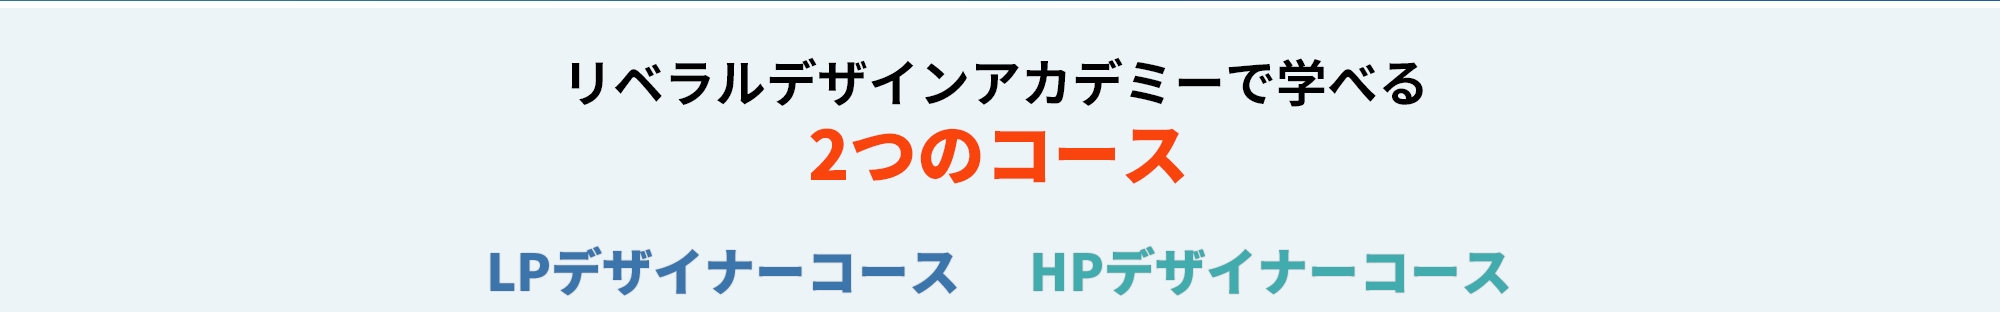 リベラルデザインアカデミーで学べる
2つのコース
LPデザイナーコース HPデザイナーコース